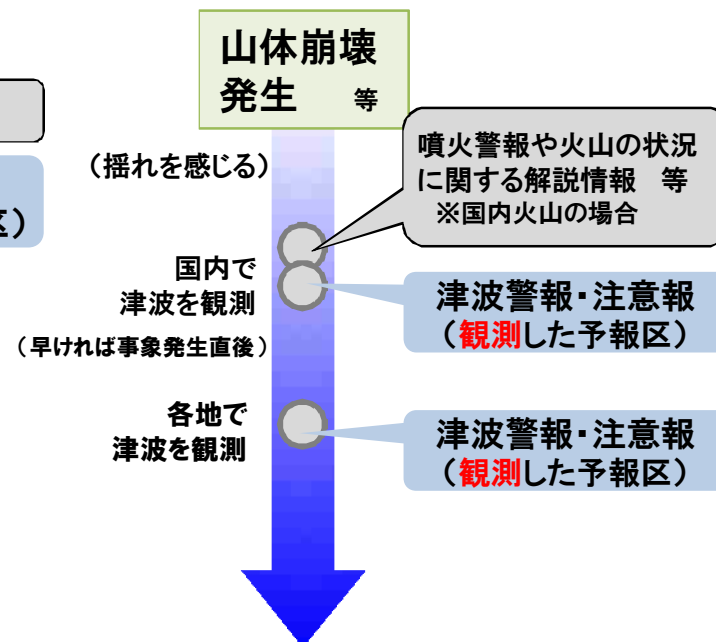 山体崩壊
発生　等
区）
（揺れを感じる）
噴火警報や火山の状況
に関する解説情報　等
※国内火山の場合
国内で
津波を観測
（早ければ事象発生直後）
津波警報・注意報
（観測した予報区）
各地で
津波を観測
津波警報・注意報
（観測した予報区）